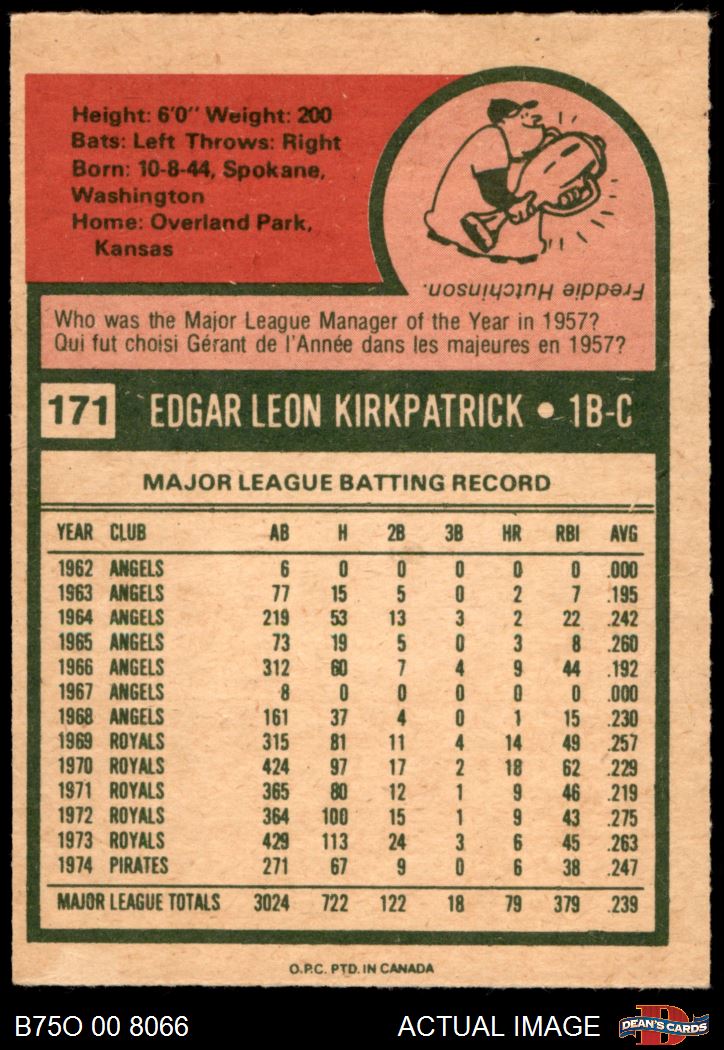 Height: 6'0" Weight: 200
Bats: Left Throws: Right
Born: 10-8-44, Spokane,
Washington
Home: Overland Park,
Kansas
Freddie Hutchinson.
Who was the Major League Manager of the Year in 1957?
Qui fut choisi Gérant de l'Année dans les majeures en 1957?
171 EDGAR LEON KIRKPATRICK • 1B-C
MAJOR LEAGUE BATTING RECORD
YEAR CLUB AB H 2B 3B HR RBI AVG
1962 ANGELS 6 0 0 0 0 0 .000
1963 ANGELS 77 15 5 0 2 7 .195
1964 ANGELS 219 53 13 3 2 22 .242
1965 ANGELS 73 19 5 0 3 8 .260
1966 ANGELS 312 60 7 4 9 44 .192
1967 ANGELS 8 0 0 0 0 0 .000
1968 ANGELS 161 37 4 0 1 15 .230
1969 ROYALS 315 81 11 4 14 49 .257
1970 ROYALS 424 97 17 2 18 62 .229
1971 ROYALS 365 80 12 1 9 46 .219
1972 ROYALS 364 100 15 1 9 43 .275
1973 ROYALS 429 113 24 3 6 45 .263
1974 PIRATES 271 67 9 0 6 38 .247
MAJOR LEAGUE TOTALS 3024 722 122 18 79 379 .239
O.P.C. PTD. IN CANADA
B75O 00 8066 ACTUAL IMAGE D DEAN'S CARDS